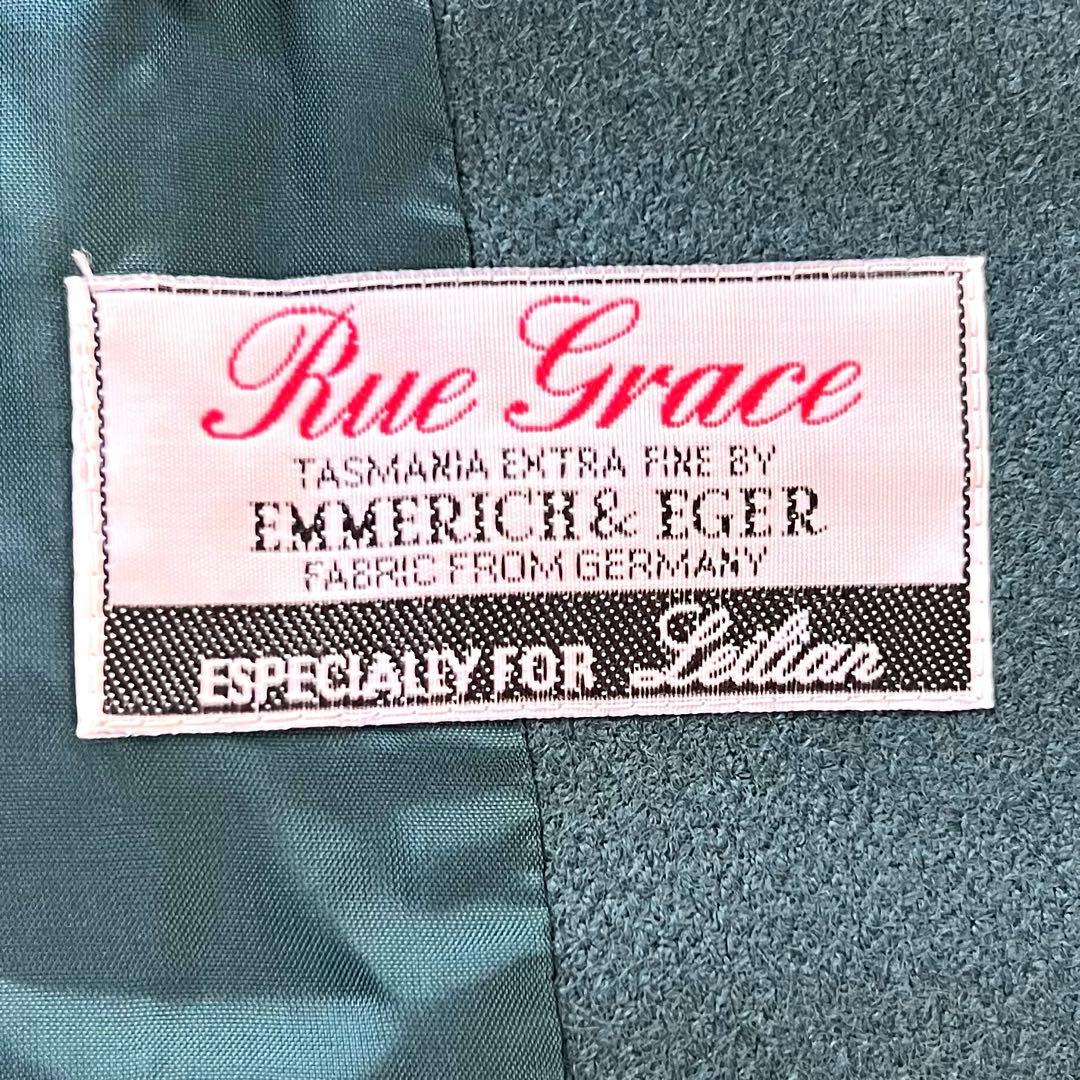 Rue Grace
TASMANIA EXTRA FINE BY
EMMERICH & EGER
FABRIC FROM GERMANY
ESPECIALLY FOR Leilian